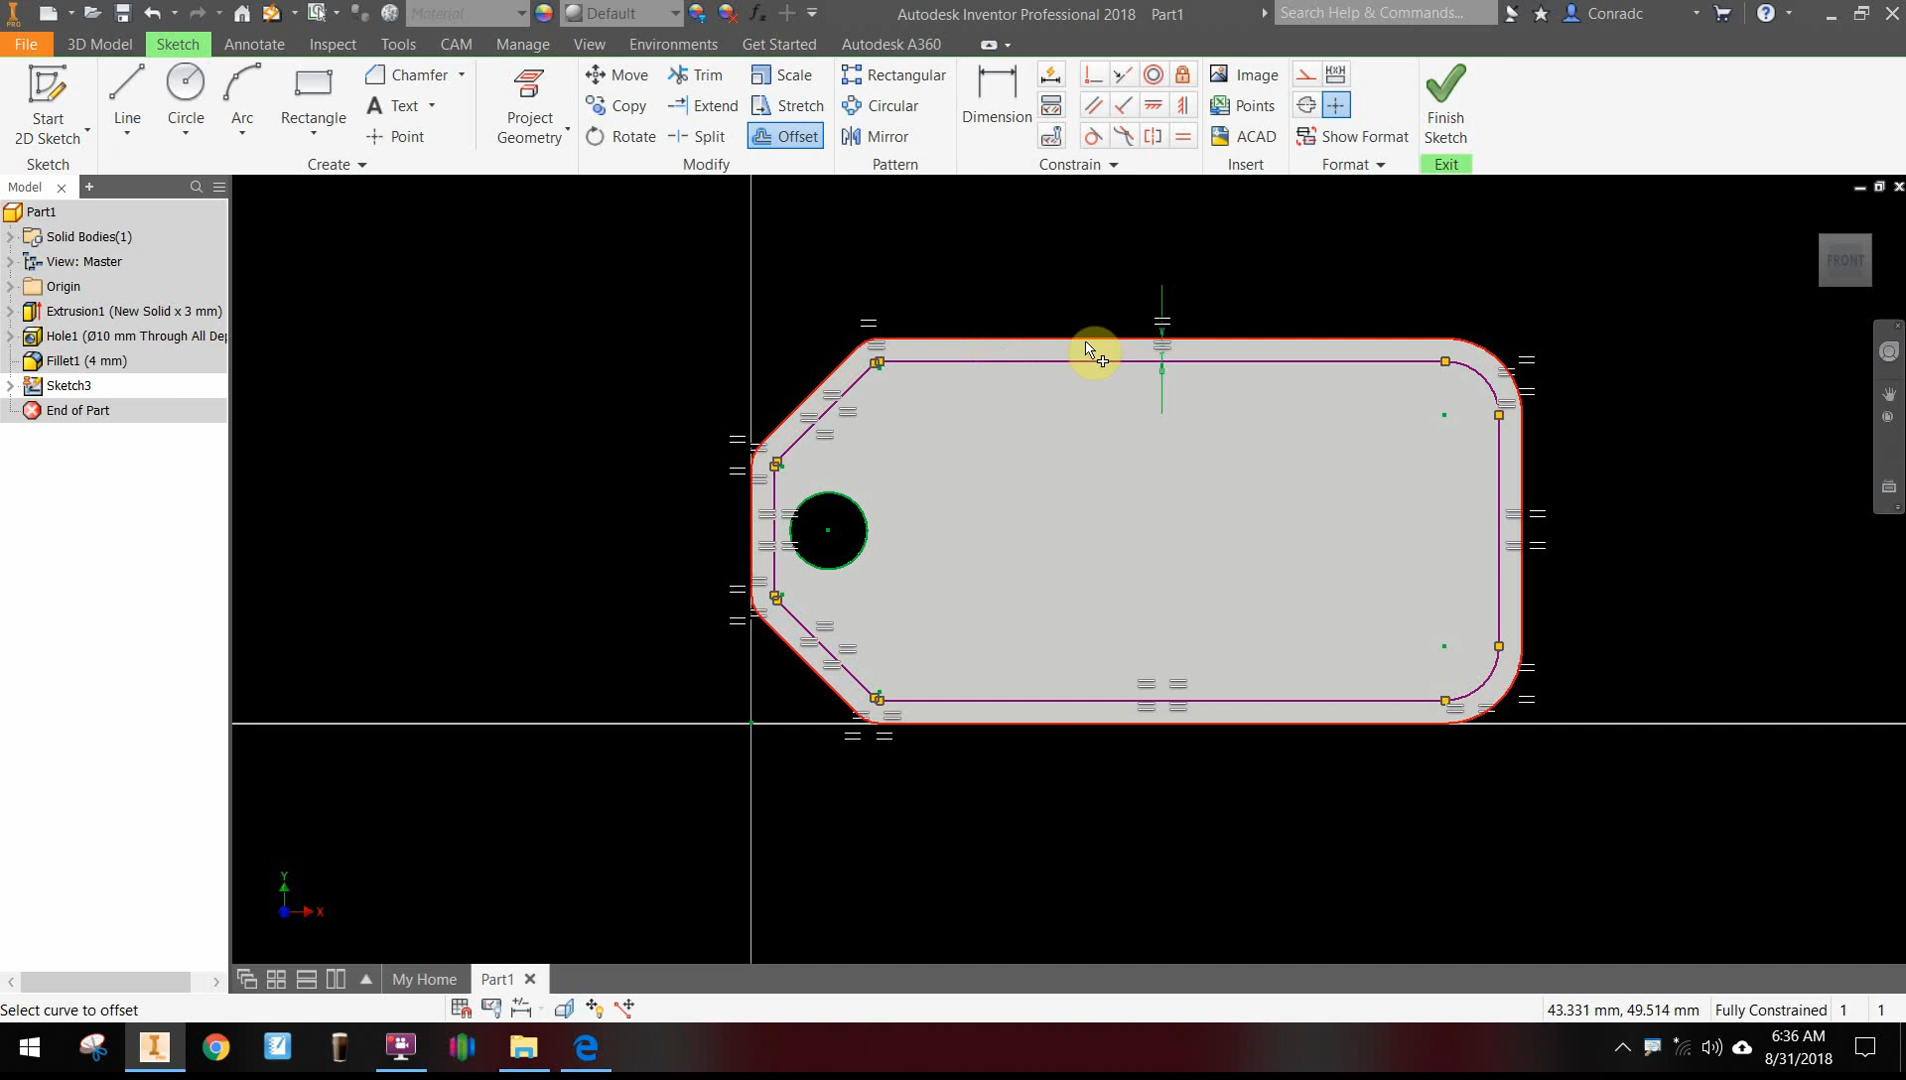 PRO
Material
Default
Autodesk Inventor Professional 2018 Part1
Search Help & Commands...
Conradc
File
3D Model
Sketch
Annotate
Inspect
Tools
CAM
Manage
View
Environments
Get Started
Autodesk A360
Start
2D Sketch
Line
Circle
Arc
Rectangle
Chamfer
Text
Point
Project
Geometry
Move
Copy
Rotate
Trim
Extend
Split
Scale
Stretch
Offset
Rectangular
Circular
Mirror
Dimension
Image
Points
ACAD
Show Format
Finish
Sketch
Sketch
Create
Modify
Pattern
Constrain
Insert
Format
Exit
Model
Part1
Solid Bodies(1)
View: Master
Origin
Extrusion1 (New Solid x 3 mm)
Hole1 (Ø10 mm Through All Dep
Fillet1 (4 mm)
Sketch3
End of Part
FRONT
Y
X
My Home
Part1
Select curve to offset
43.331 mm, 49.514 mm
Fully Constrained
1
1
6:36 AM
8/31/2018